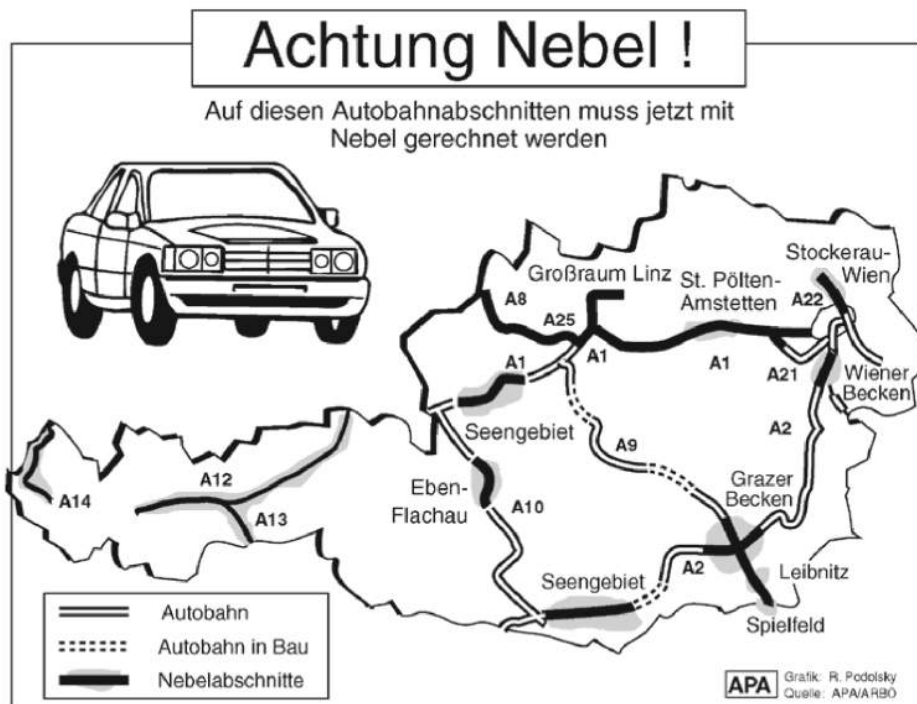 Achtung Nebel !
Auf diesen Autobahnabschnitten muss jetzt mit
Nebel gerechnet werden
Stockerau-
Wien
Großraum Linz
St. Pölten-
Amstetten
A8
A22
A25
A1
A1
A1
A21
Wiener
Becken
Seengebiet
A2
A9
A12
A14
Eben-
Flachau
Grazer
Becken
A13
A10
A2
Seengebiet
Leibnitz
Spielfeld
Autobahn
Autobahn in Bau
Nebelabschnitte
APA
Grafik: R. Podolsky
Quelle: APA/ARBÖ